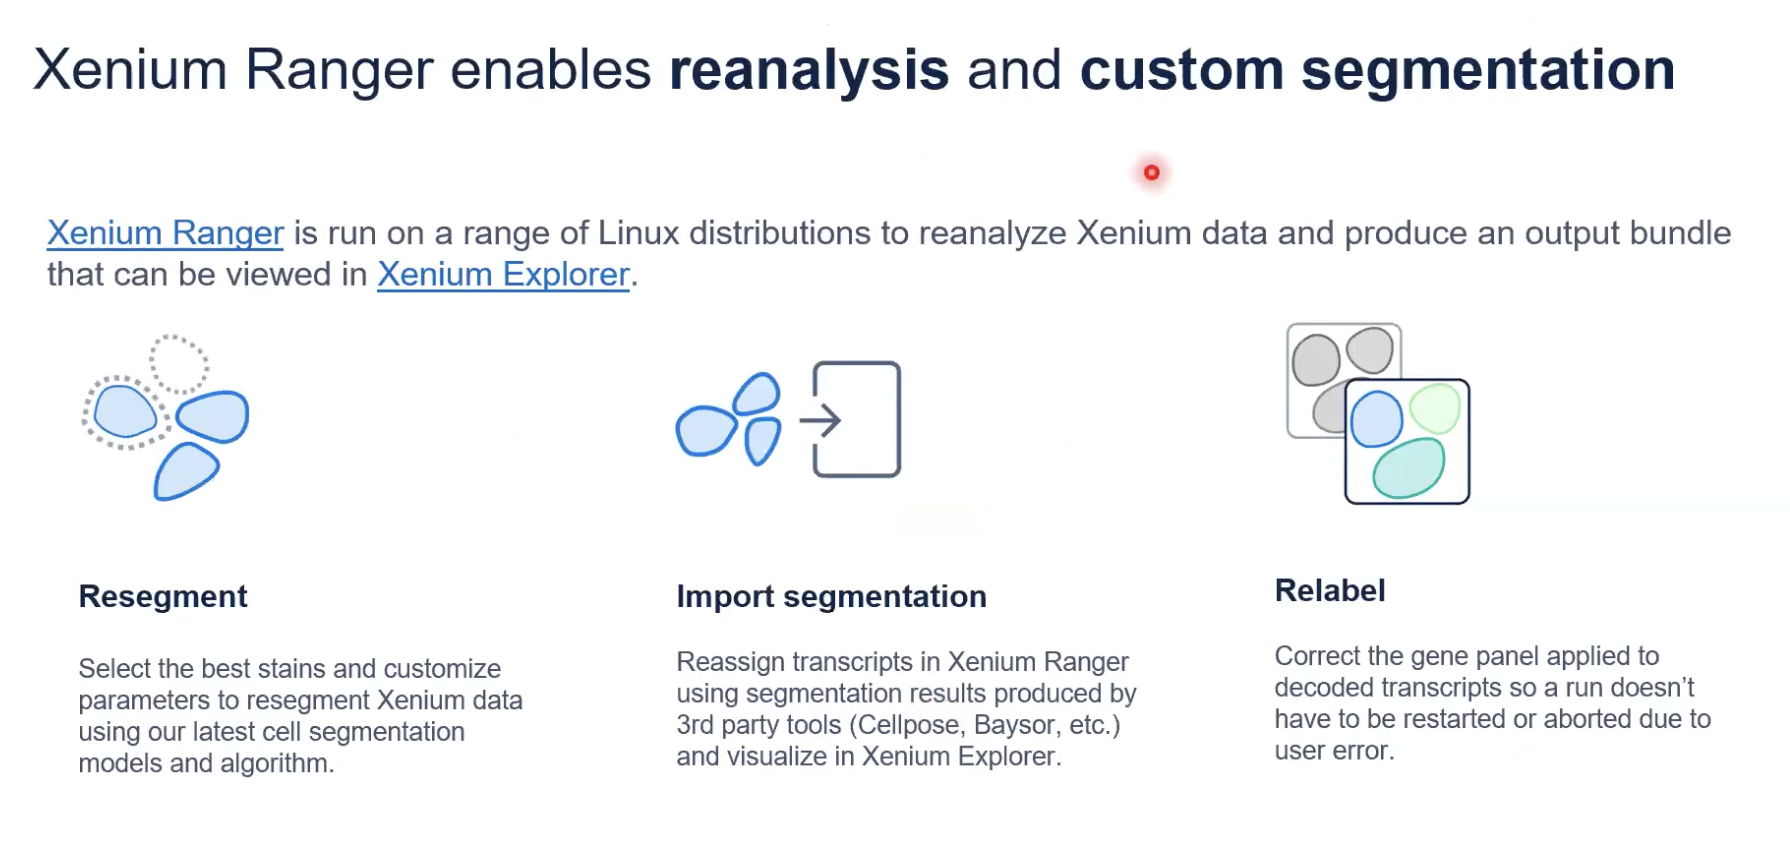 Xenium Ranger enables reanalysis and custom segmentation
Xenium Ranger is run on a range of Linux distributions to reanalyze Xenium data and produce an output bundle
that can be viewed in Xenium Explorer.
Resegment
Select the best stains and customize
parameters to resegment Xenium data
using our latest cell segmentation
models and algorithm.
Import segmentation
Reassign transcripts in Xenium Ranger
using segmentation results produced by
3rd party tools (Cellpose, Baysor, etc.)
and visualize in Xenium Explorer.
Relabel
Correct the gene panel applied to
decoded transcripts so a run doesn’t
have to be restarted or aborted due to
user error.